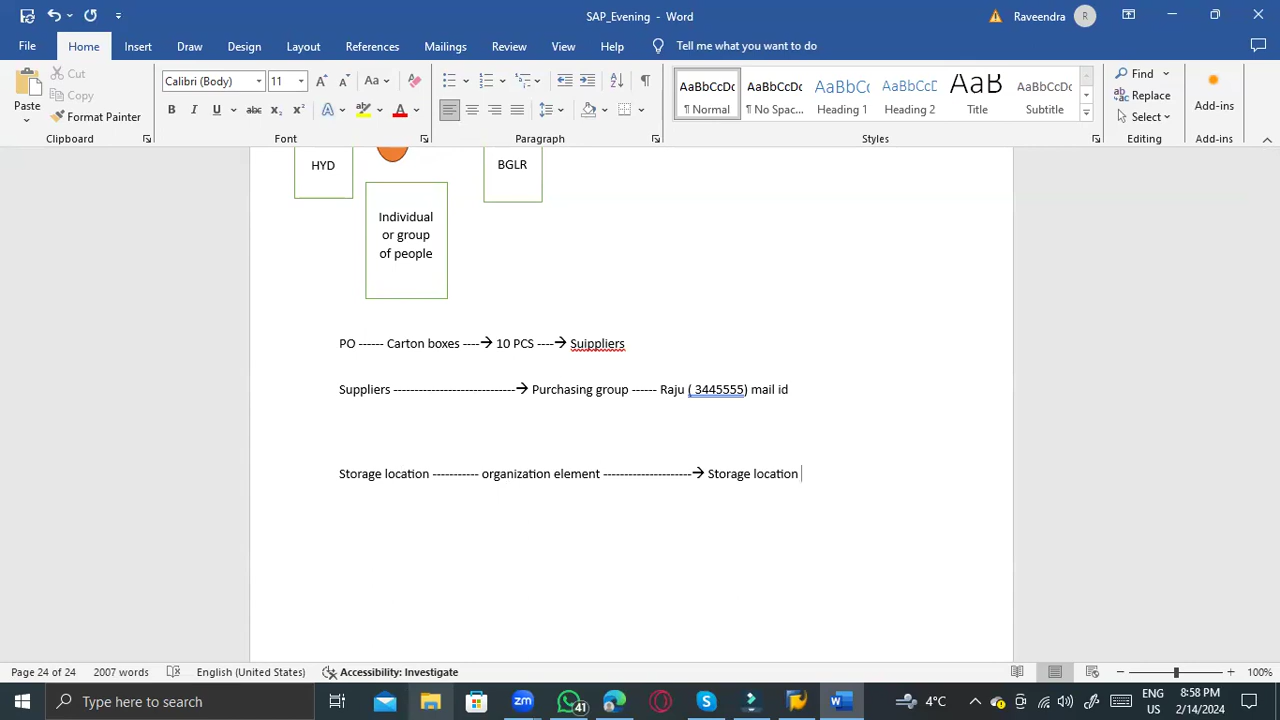 SAP_Evening - Word
Raveendra R
File Home Insert Draw Design Layout References Mailings Review View Help Tell me what you want to do
Paste
Cut
Copy
Format Painter
Clipboard
Calibri (Body) 11
Font
Paragraph
AaBbCcDc AaBbCcDc AaBbCc AaBbCcC AaB AaBbCcC
¶ Normal ¶ No Spac... Heading 1 Heading 2 Title Subtitle
Styles
Find
Replace
Select
Editing
Add-ins
Add-ins
HYD BGLR
Individual
or group
of people
PO ------ Carton boxes ----→ 10 PCS ----→ Suippliers
Suppliers -----------------------------→ Purchasing group ------ Raju ( 3445555) mail id
Storage location ----------- organization element ---------------------→ Storage location
Page 24 of 24 2007 words English (United States) Accessibility: Investigate 100%
Type here to search
41
4°C
ENG
US
8:58 PM
2/14/2024